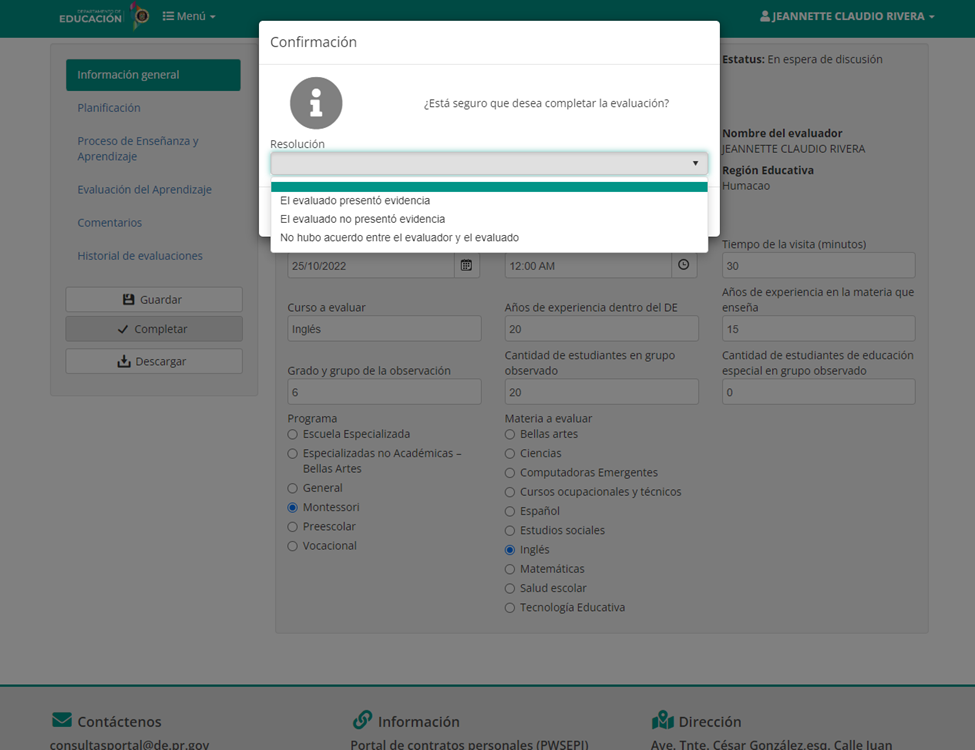 DEPARTAMENTO DE
EDUCACIÓN
Menú
JEANNETTE CLAUDIO RIVERA
Confirmación
¿Está seguro que desea completar la evaluación?
Resolución
El evaluado presentó evidencia
El evaluado no presentó evidencia
No hubo acuerdo entre el evaluador y el evaluado
Información general
Planificación
Proceso de Enseñanza y
Aprendizaje
Evaluación del Aprendizaje
Comentarios
Historial de evaluaciones
Guardar
Completar
Descargar
Estatus: En espera de discusión
Nombre del evaluador
JEANNETTE CLAUDIO RIVERA
Región Educativa
Humacao
Tiempo de la visita (minutos)
25/10/2022
12:00 AM
30
Curso a evaluar
Años de experiencia dentro del DE
Años de experiencia en la materia que
enseña
Inglés
20
15
Grado y grupo de la observación
Cantidad de estudiantes en grupo
observado
Cantidad de estudiantes de educación
especial en grupo observado
6
20
0
Programa
Escuela Especializada
Especializadas no Académicas –
Bellas Artes
General
Montessori
Preescolar
Vocacional
Materia a evaluar
Bellas artes
Ciencias
Computadoras Emergentes
Cursos ocupacionales y técnicos
Español
Estudios sociales
Inglés
Matemáticas
Salud escolar
Tecnología Educativa
Contáctenos
consultasportal@de.pr.gov
Información
Portal de contratos personales (PWSEPI)
Dirección
Ave. Tnte. César González,esq. Calle Juan